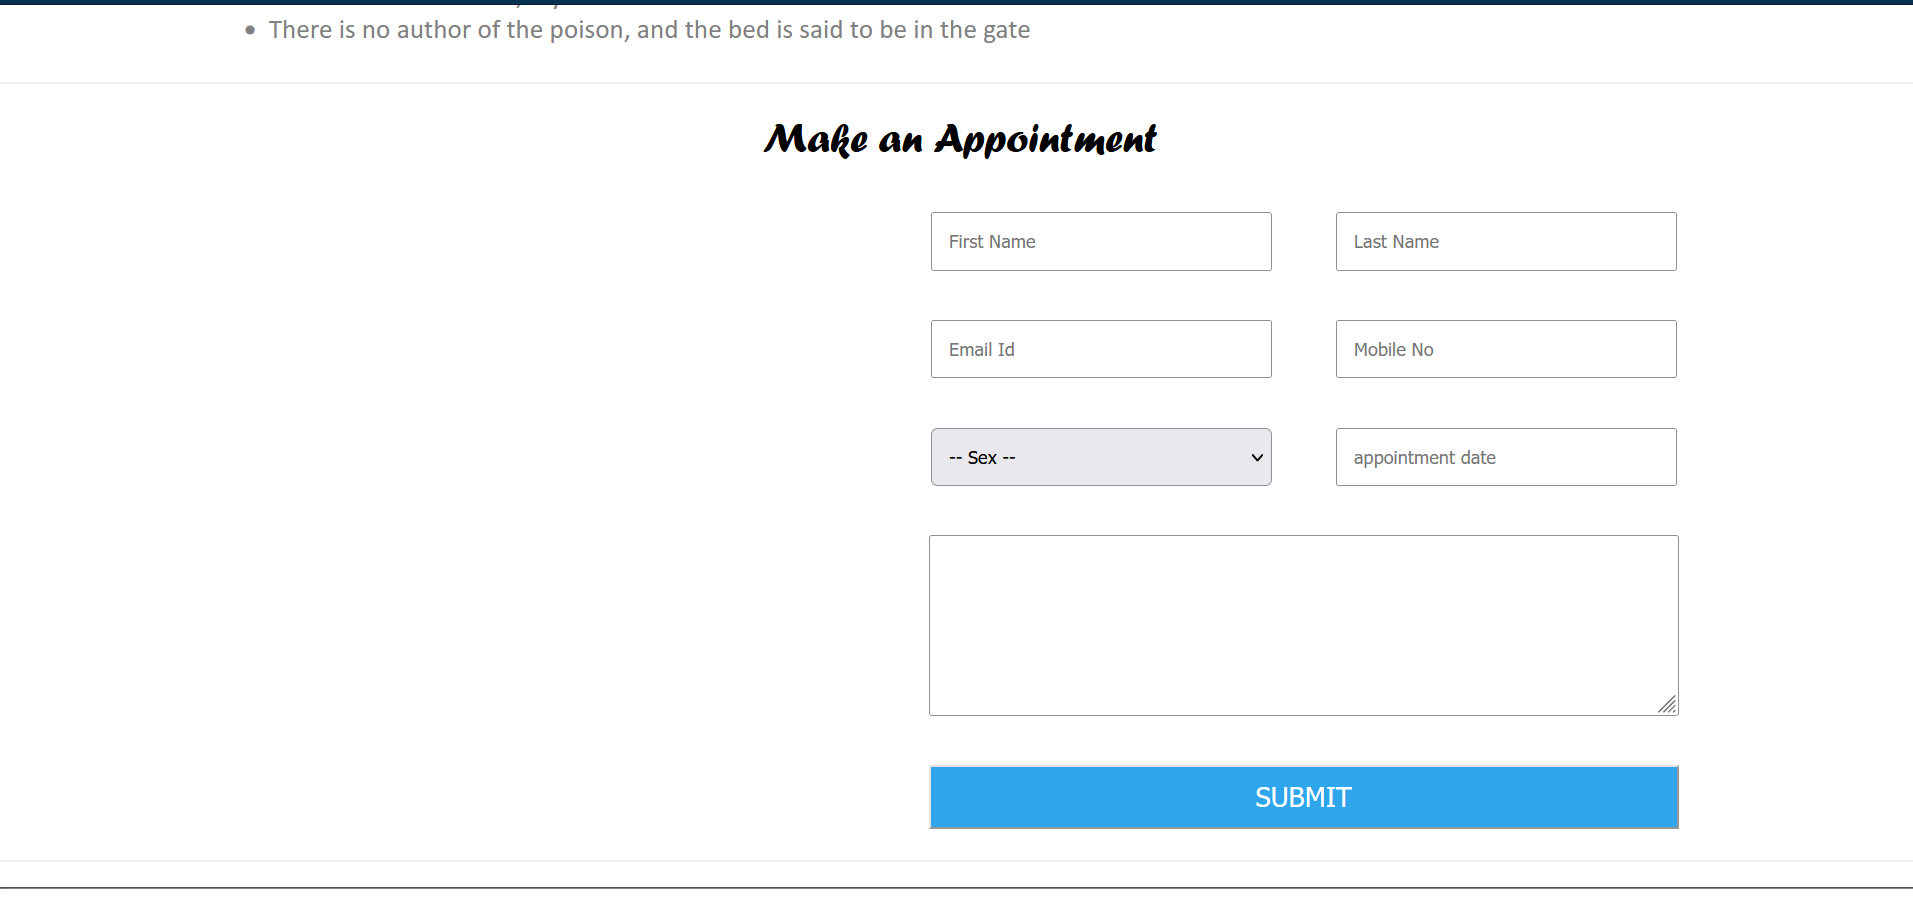 There is no author of the poison, and the bed is said to be in the gate
Make an Appointment
First Name
Last Name
Email Id
Mobile No
-- Sex --
appointment date
SUBMIT